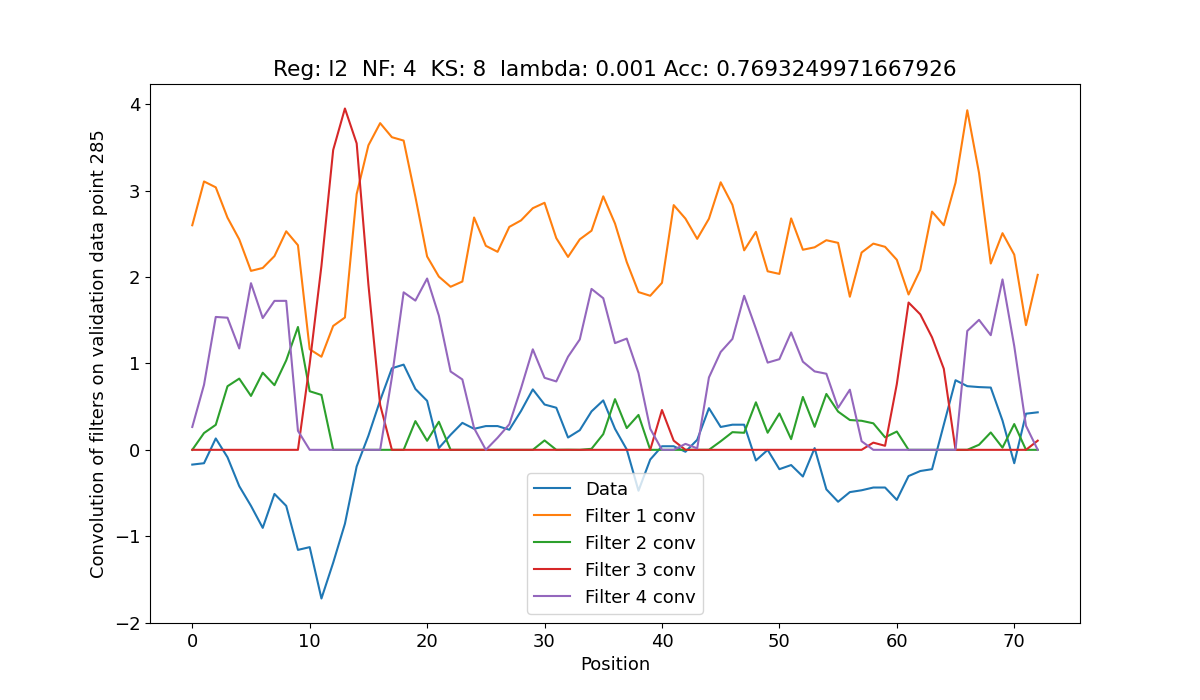 Reg: l2  NF: 4  KS: 8  lambda: 0.001 Acc: 0.7693249971667926
Convolution of filters on validation data point 285
4
3
2
1
0
−1
−2
Data
Filter 1 conv
Filter 2 conv
Filter 3 conv
Filter 4 conv
0 10 20 30 40 50 60 70
Position